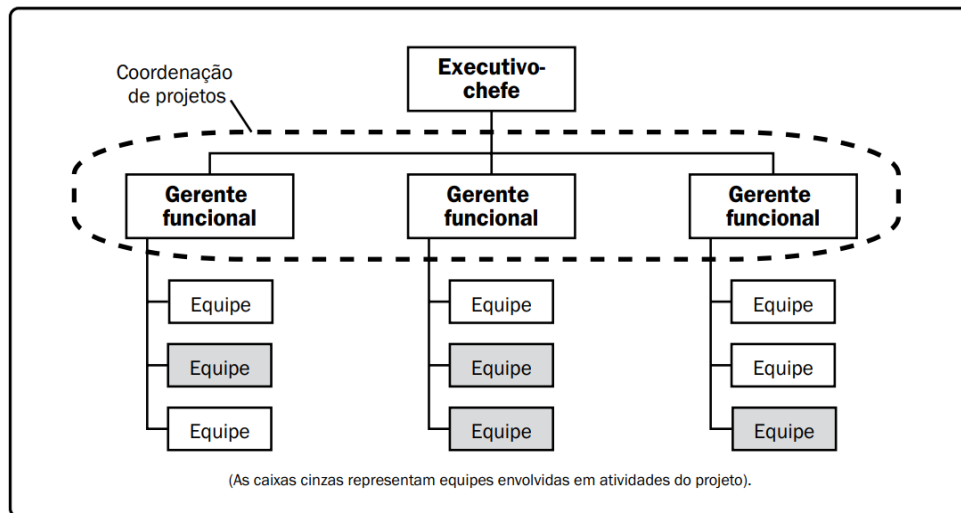 Coordenação
de projetos
Executivo-
chefe
Gerente
funcional
Gerente
funcional
Gerente
funcional
Equipe
Equipe
Equipe
Equipe
Equipe
Equipe
Equipe
Equipe
Equipe
(As caixas cinzas representam equipes envolvidas em atividades do projeto).